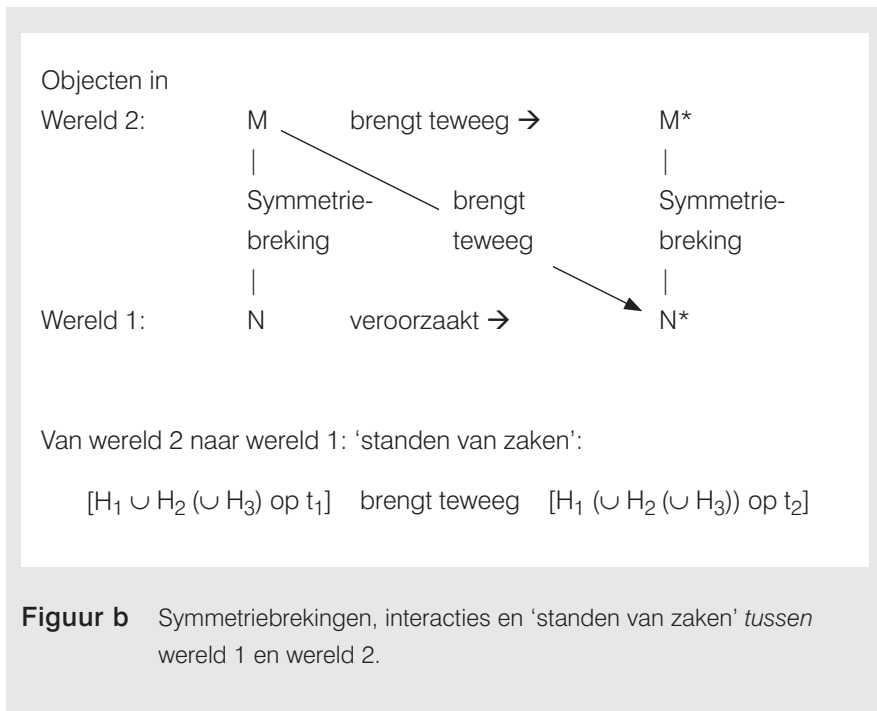 Objecten in
Wereld 2: M brengt teweeg → M*
| |
Symmetrie- brengt Symmetrie-
breking teweeg breking
| |
Wereld 1: N veroorzaakt → N*
Van wereld 2 naar wereld 1: ‘standen van zaken’:
[H₁ ∪ H₂ (∪ H₃) op t₁] brengt teweeg [H₁ (∪ H₂ (∪ H₃)) op t₂]
Figuur b Symmetriebrekingen, interacties en ‘standen van zaken’ tussen
wereld 1 en wereld 2.